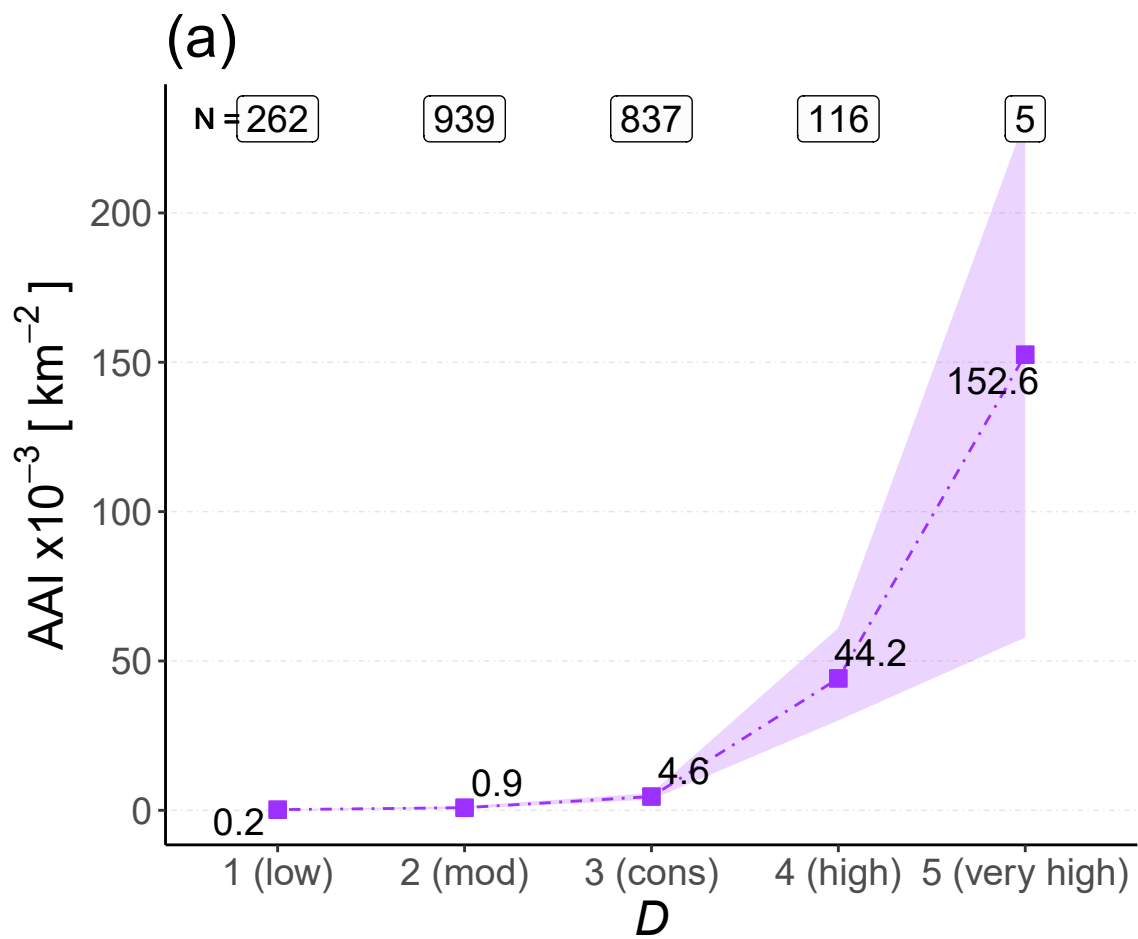 (a)
N = 262 939 837 116 5
200
150
100
50
0
AAI x10⁻³ [ km⁻² ]
152.6
44.2
4.6
0.9
0.2
1 (low) 2 (mod) 3 (cons) 4 (high) 5 (very high)
D